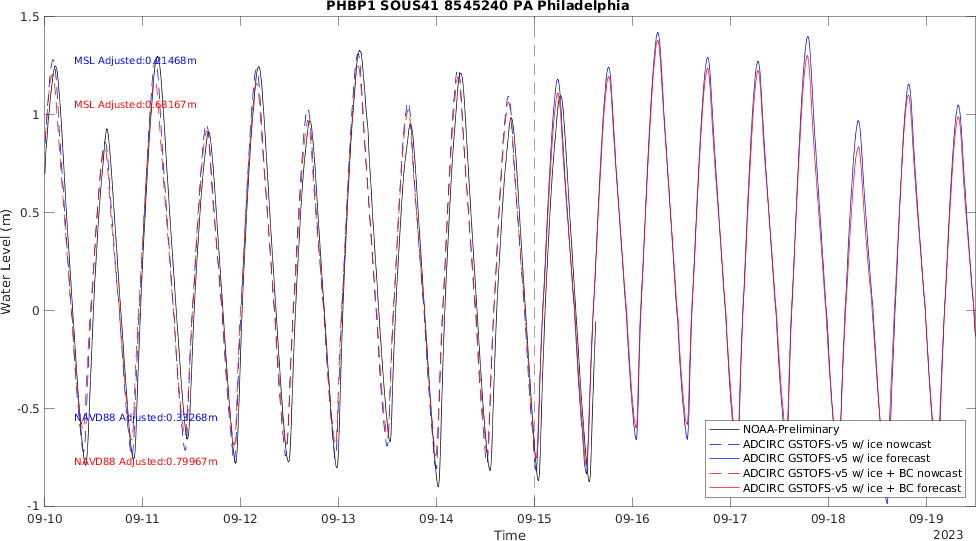 PHBP1 SOUS41 8545240 PA Philadelphia
1.5
1
0.5
0
-0.5
-1
Water Level (m)
MSL Adjusted:0.21468m
MSL Adjusted:0.68167m
NAVD88 Adjusted:0.33268m
NAVD88 Adjusted:0.79967m
NOAA-Preliminary
ADCIRC GSTOFS-v5 w/ ice nowcast
ADCIRC GSTOFS-v5 w/ ice forecast
ADCIRC GSTOFS-v5 w/ ice + BC nowcast
ADCIRC GSTOFS-v5 w/ ice + BC forecast
09-10 09-11 09-12 09-13 09-14 09-15 09-16 09-17 09-18 09-19
Time
2023